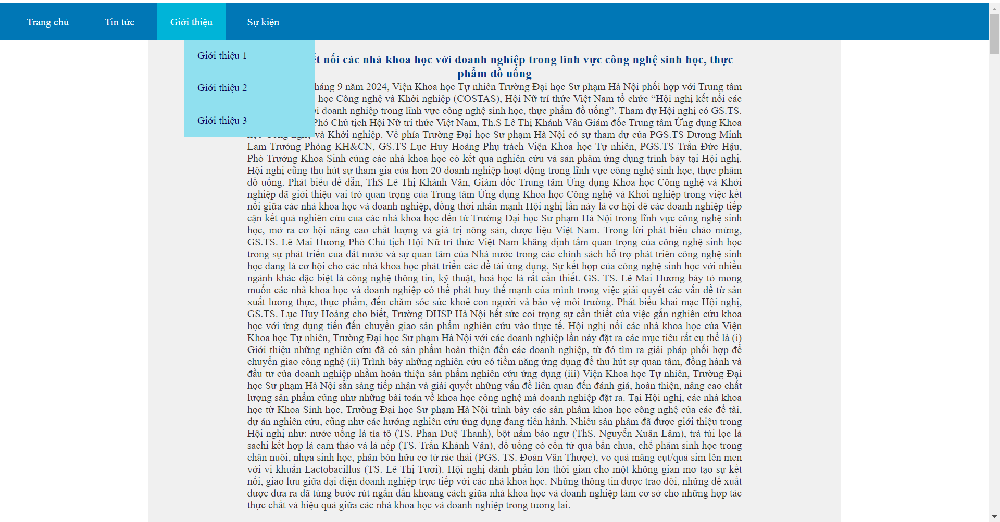 Trang chủ
Tin tức
Giới thiệu
Sự kiện
Giới thiệu 1
Giới thiệu 2
Giới thiệu 3
nối các nhà khoa học với doanh nghiệp trong lĩnh vực công nghệ sinh học, thực
phẩm đồ uống
tháng 9 năm 2024, Viện Khoa học Tự nhiên Trường Đại học Sư phạm Hà Nội phối hợp với Trung tâm
học Công nghệ và Khởi nghiệp (COSTAS), Hội Nữ trí thức Việt Nam tổ chức “Hội nghị kết nối các
doanh nghiệp trong lĩnh vực công nghệ sinh học, thực phẩm đồ uống”. Tham dự Hội nghị có GS.TS.
Phó Chủ tịch Hội Nữ trí thức Việt Nam, Th.S Lê Thị Khánh Vân Giám đốc Trung tâm Ứng dụng Khoa
học Công nghệ và Khởi nghiệp. Về phía Trường Đại học Sư phạm Hà Nội có sự tham dự của PGS.TS Dương Minh
Lam Trưởng Phòng KH&CN, GS.TS Lục Huy Hoàng Phụ trách Viện Khoa học Tự nhiên, PGS.TS Trần Đức Hậu,
Phó Trưởng Khoa Sinh cùng các nhà khoa học có kết quả nghiên cứu và sản phẩm ứng dụng trình bày tại Hội nghị.
Hội nghị cũng thu hút sự tham gia của hơn 20 doanh nghiệp hoạt động trong lĩnh vực công nghệ sinh học, thực phẩm
đồ uống. Phát biểu đề dẫn, ThS Lê Thị Khánh Vân, Giám đốc Trung tâm Ứng dụng Khoa học Công nghệ và Khởi
nghiệp đã giới thiệu vai trò quan trọng của Trung tâm Ứng dụng Khoa học Công nghệ và Khởi nghiệp trong việc kết
nối giữa các nhà khoa học và doanh nghiệp, đồng thời nhấn mạnh Hội nghị lần này là cơ hội để các doanh nghiệp tiếp
cận kết quả nghiên cứu của các nhà khoa học đến từ Trường Đại học Sư phạm Hà Nội trong lĩnh vực công nghệ sinh
học, mở ra cơ hội nâng cao chất lượng và giá trị nông sản, dược liệu Việt Nam. Trong lời phát biểu chào mừng,
GS.TS. Lê Mai Hương Phó Chủ tịch Hội Nữ trí thức Việt Nam khẳng định tầm quan trọng của công nghệ sinh học
trong sự phát triển của đất nước và sự quan tâm của Nhà nước trong các chính sách hỗ trợ phát triển công nghệ sinh
học đang là cơ hội cho các nhà khoa học phát triển các đề tài ứng dụng. Sự kết hợp của công nghệ sinh học với nhiều
ngành khác đặc biệt là công nghệ thông tin, kỹ thuật, hoá học là rất cần thiết. GS. TS. Lê Mai Hương bày tỏ mong
muốn các nhà khoa học và doanh nghiệp có thể phát huy thế mạnh của mình trong việc giải quyết các vấn đề từ sản
xuất lương thực, thực phẩm, đến chăm sóc sức khoẻ con người và bảo vệ môi trường. Phát biểu khai mạc Hội nghị,
GS.TS. Lục Huy Hoàng cho biết, Trường ĐHSP Hà Nội hết sức coi trọng sự cần thiết của việc gắn nghiên cứu khoa
học với ứng dụng tiến đến chuyển giao sản phẩm nghiên cứu vào thực tế. Hội nghị nối các nhà khoa học của Viện
Khoa học Tự nhiên, Trường Đại học Sư phạm Hà Nội với các doanh nghiệp lần này đặt ra các mục tiêu rất cụ thể là (i)
Giới thiệu những nghiên cứu đã có sản phẩm hoàn thiện đến các doanh nghiệp, từ đó tìm ra giải pháp phối hợp để
chuyển giao công nghệ (ii) Trình bày những nghiên cứu có tiềm năng ứng dụng để thu hút sự quan tâm, đồng hành và
đầu tư của doanh nghiệp nhằm hoàn thiện sản phẩm nghiên cứu ứng dụng (iii) Viện Khoa học Tự nhiên, Trường Đại
học Sư phạm Hà Nội sẵn sàng tiếp nhận và giải quyết những vấn đề liên quan đến đánh giá, hoàn thiện, nâng cao chất
lượng sản phẩm cũng như những bài toán về khoa học công nghệ mà doanh nghiệp đặt ra. Tại Hội nghị, các nhà khoa
học từ Khoa Sinh học, Trường Đại học Sư phạm Hà Nội trình bày các sản phẩm khoa học công nghệ của các đề tài,
dự án nghiên cứu, cũng như các hướng nghiên cứu ứng dụng đang tiến hành. Nhiều sản phẩm đã được giới thiệu trong
Hội nghị như: nước uống lá tía tô (TS. Phan Duệ Thanh), bột nấm bào ngư (ThS. Nguyễn Xuân Lâm), trà túi lọc lá
sachi kết hợp lá cam thảo và lá nếp (TS. Trần Khánh Vân), đồ uống có cồn từ quả bần chua, chế phẩm sinh học trong
chăn nuôi, nhựa sinh học, phân bón hữu cơ từ rác thải (PGS. TS. Đoàn Văn Thược), vỏ quả măng cụt/quả sim lên men
với vi khuẩn Lactobacillus (TS. Lê Thị Tươi). Hội nghị dành phần lớn thời gian cho một không gian mở tạo sự kết
nối, giao lưu giữa đại diện doanh nghiệp trực tiếp với các nhà khoa học. Những thông tin được trao đổi, những đề xuất
được đưa ra đã từng bước rút ngắn dần khoảng cách giữa nhà khoa học và doanh nghiệp làm cơ sở cho những hợp tác
thực chất và hiệu quả giữa các nhà khoa học và doanh nghiệp trong tương lai.